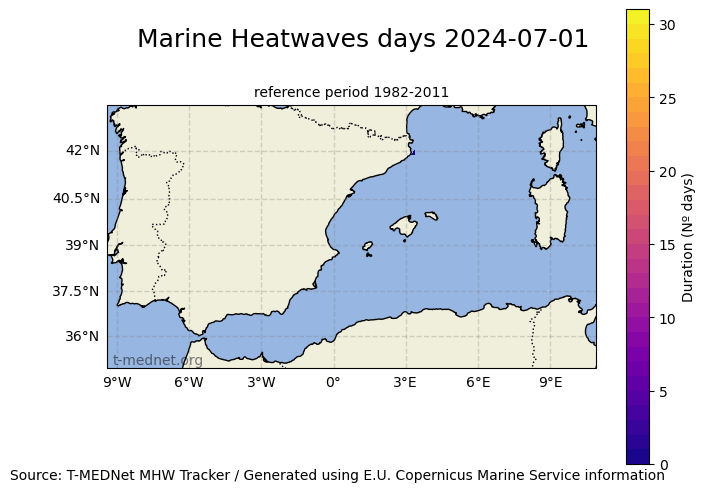 Marine Heatwaves days 2024-07-01
reference period 1982-2011
30
25
20
15
10
5
0
Duration (Nº days)
42°N
40.5°N
39°N
37.5°N
36°N
t-mednet.org
9°W 6°W 3°W 0° 3°E 6°E 9°E
Source: T-MEDNet MHW Tracker / Generated using E.U. Copernicus Marine Service information